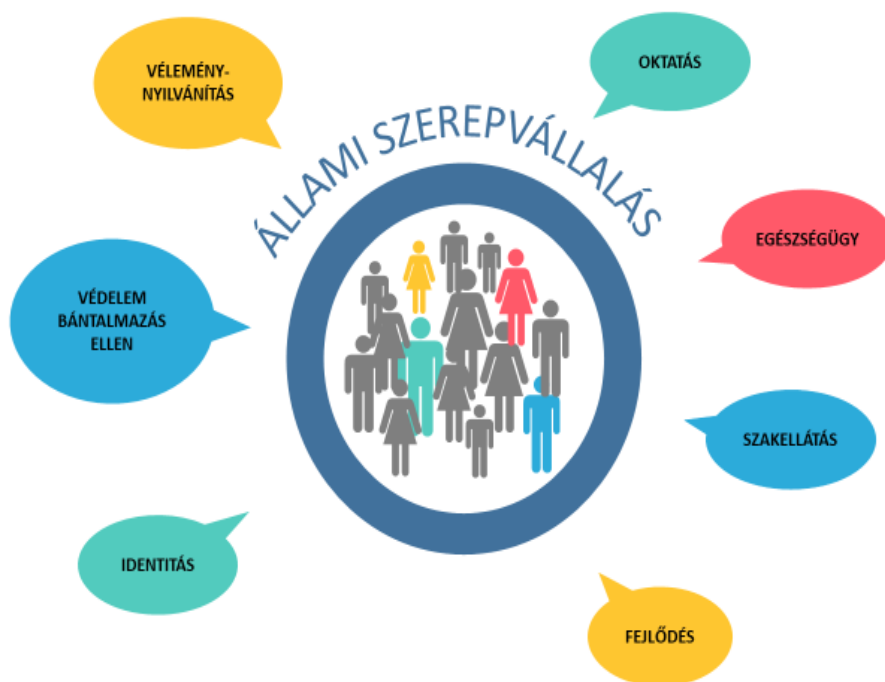 VÉLEMÉNY-
NYILVÁNÍTÁS
OKTATÁS
ÁLLAMI SZEREPVÁLLALÁS
EGÉSZSÉGÜGY
VÉDELEM
BÁNTALMAZÁS
ELLEN
SZAKELLÁTÁS
IDENTITÁS
FEJLŐDÉS